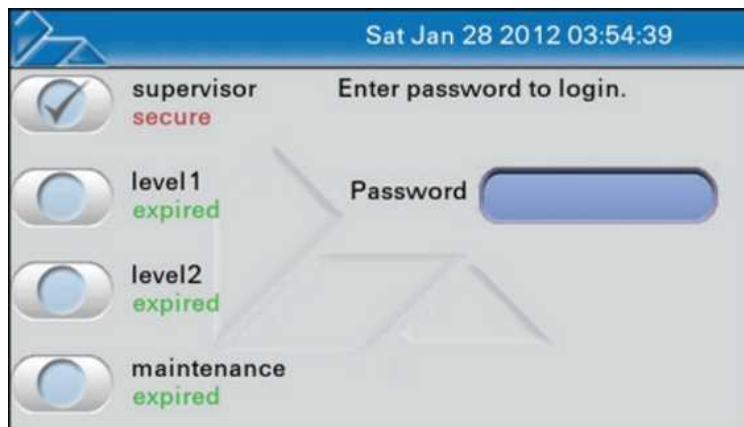 Sat Jan 28 2012 03:54:39
supervisor
secure
Enter password to login.
level1
expired
Password
level2
expired
maintenance
expired